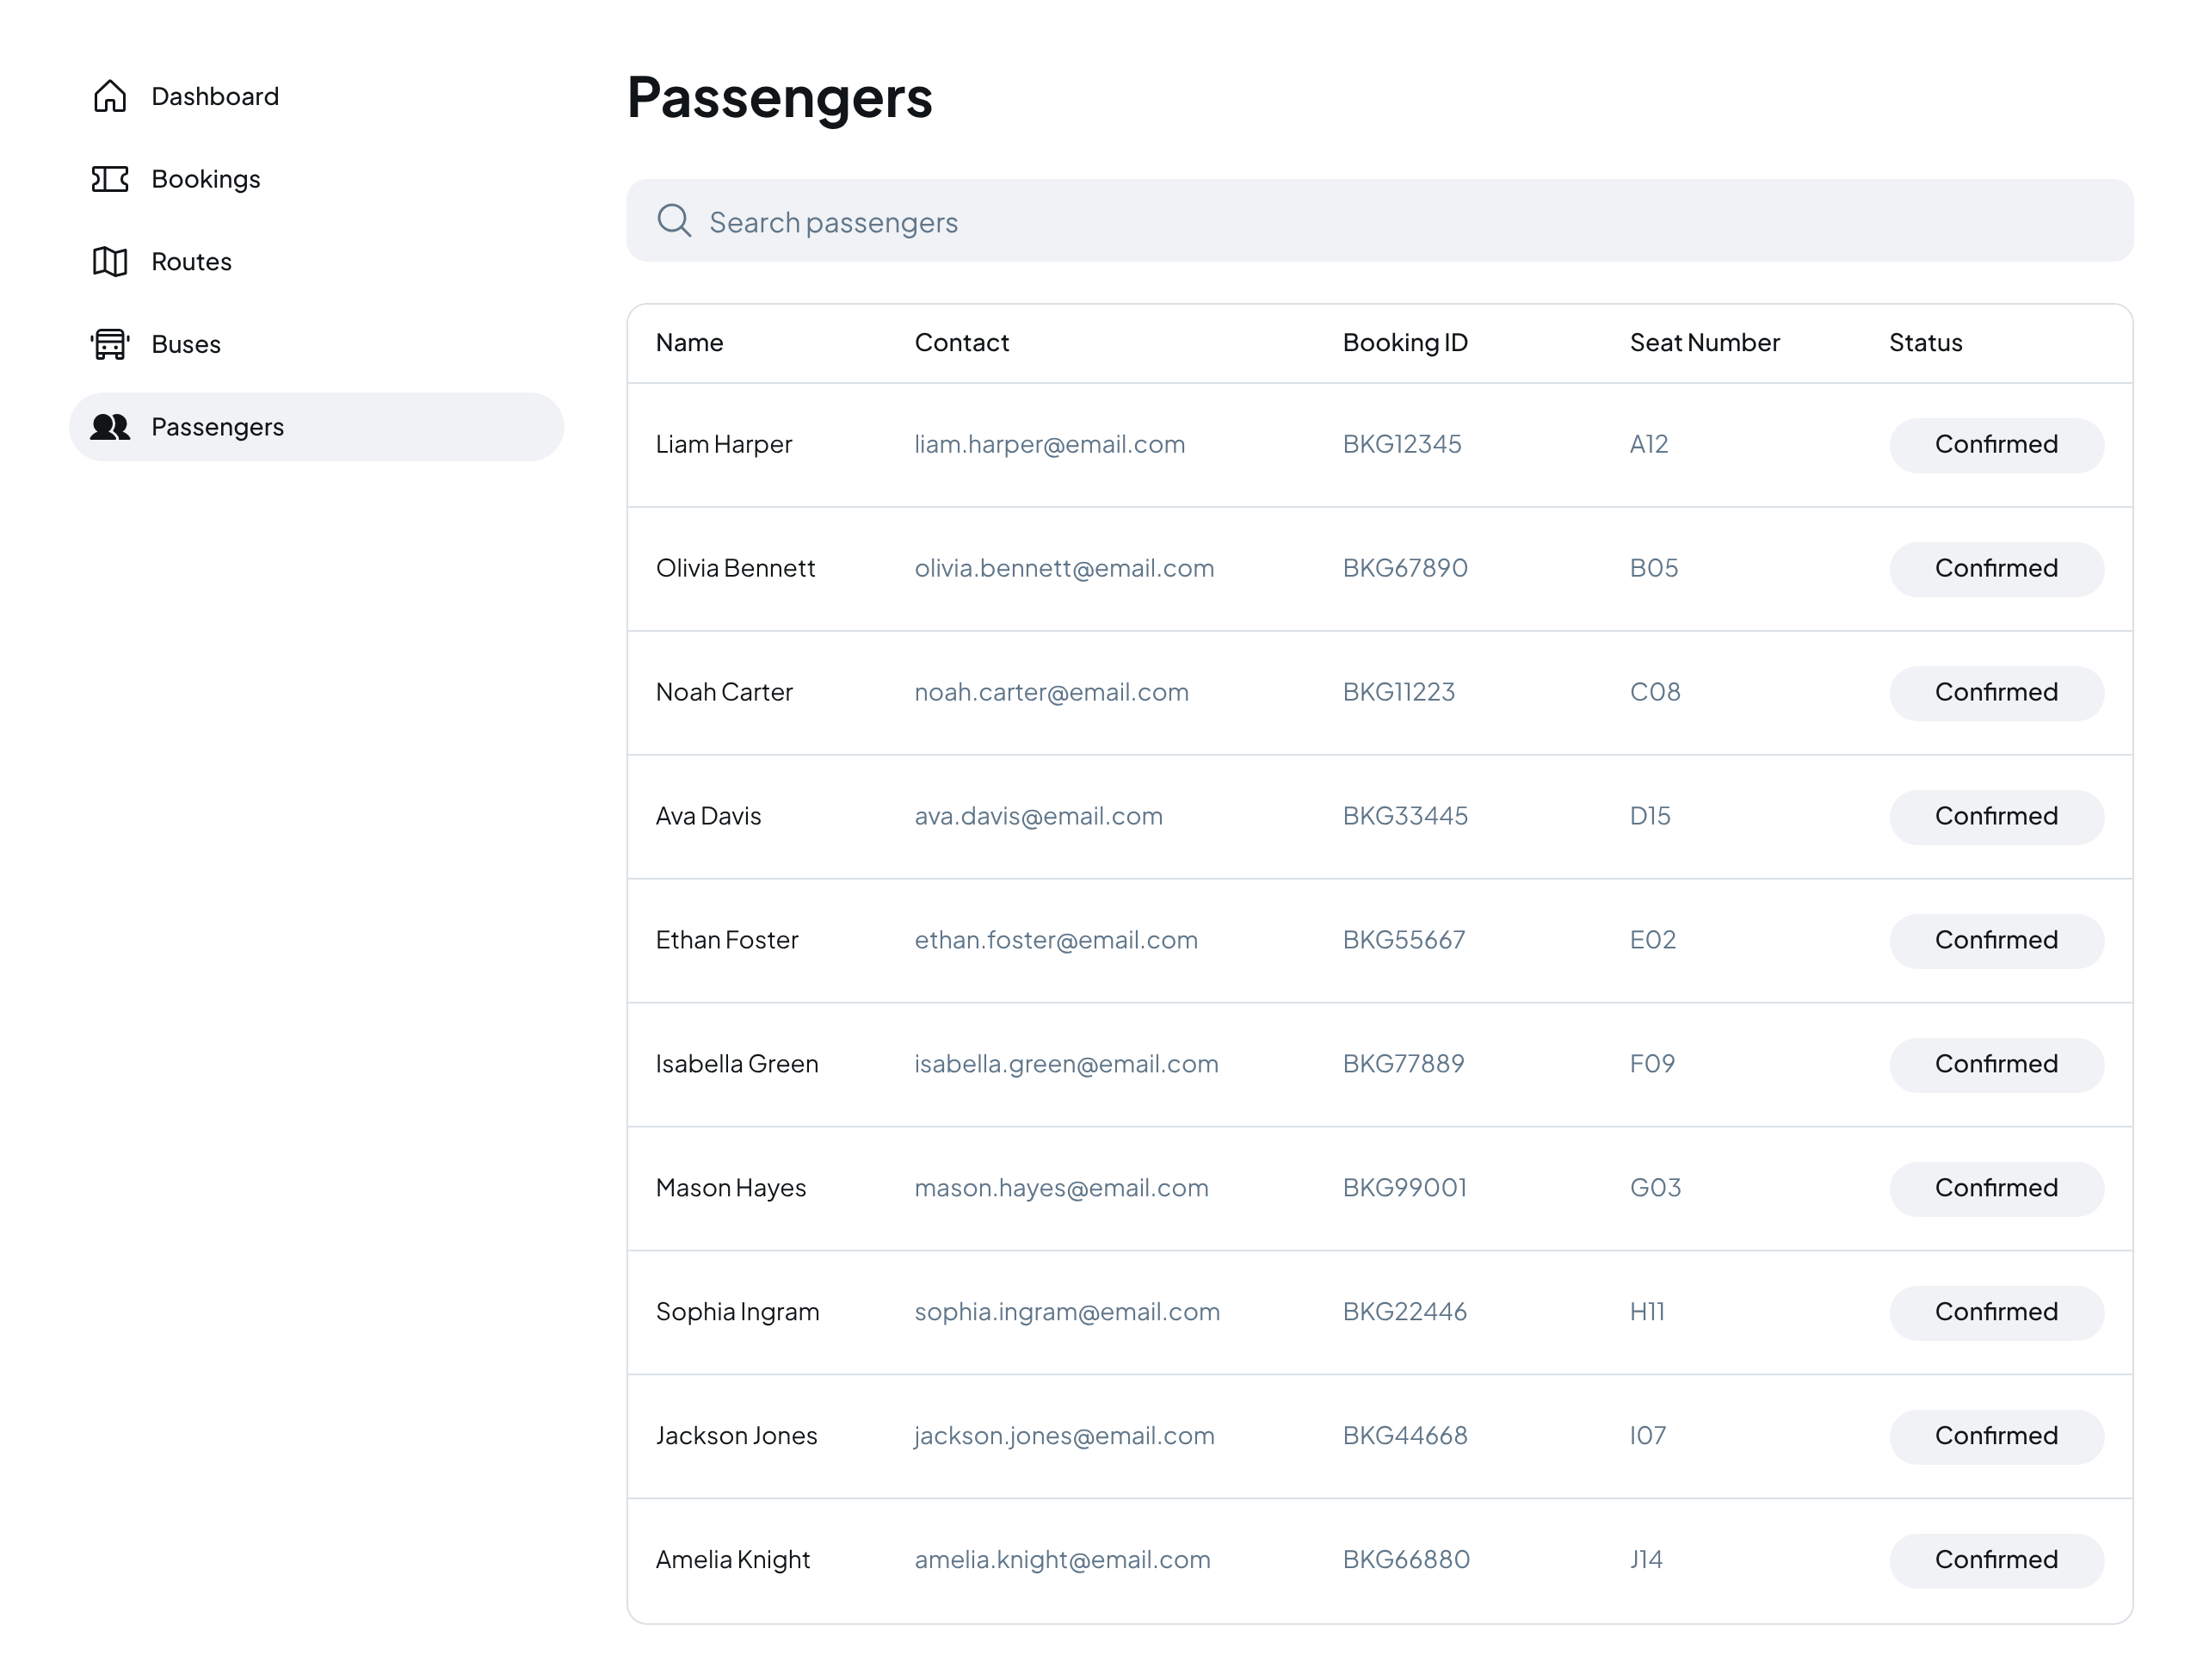 Dashboard
Bookings
Routes
Buses
Passengers
Passengers
Search passengers
Name Contact Booking ID Seat Number Status
Liam Harper liam.harper@email.com BKG12345 A12 Confirmed
Olivia Bennett olivia.bennett@email.com BKG67890 B05 Confirmed
Noah Carter noah.carter@email.com BKG11223 C08 Confirmed
Ava Davis ava.davis@email.com BKG33445 D15 Confirmed
Ethan Foster ethan.foster@email.com BKG55667 E02 Confirmed
Isabella Green isabella.green@email.com BKG77889 F09 Confirmed
Mason Hayes mason.hayes@email.com BKG99001 G03 Confirmed
Sophia Ingram sophia.ingram@email.com BKG22446 H11 Confirmed
Jackson Jones jackson.jones@email.com BKG44668 I07 Confirmed
Amelia Knight amelia.knight@email.com BKG66880 J14 Confirmed